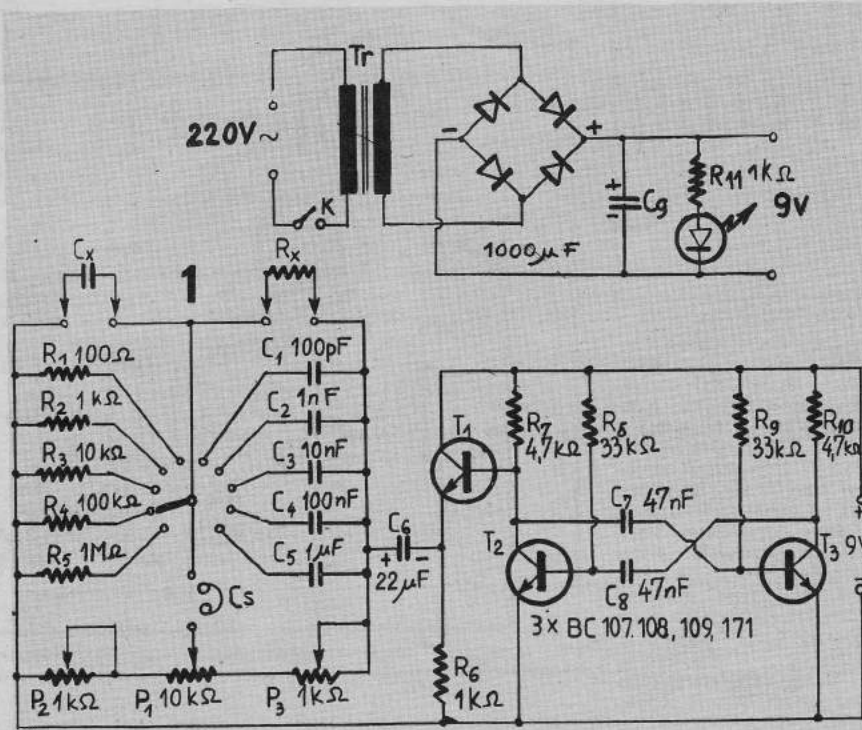 Tr
220V ~
K
- +
+
-
C9
1000µF
R11 1kΩ
9V
Cx
1
Rx
R1 100Ω
R2 1kΩ
R3 10kΩ
R4 100kΩ
R5 1MΩ
C1 100pF
C2 1nF
C3 10nF
C4 100nF
C5 1µF
Cs
P2 1kΩ
P1 10kΩ
P3 1kΩ
C6
+ -
22µF
T1
R6
1kΩ
R7
4,7kΩ
R8
33kΩ
R9
33kΩ
R10
4,7kΩ
C7 47nF
C8 47nF
T2
T3
+
9V
-
3x BC 107.108, 109, 171